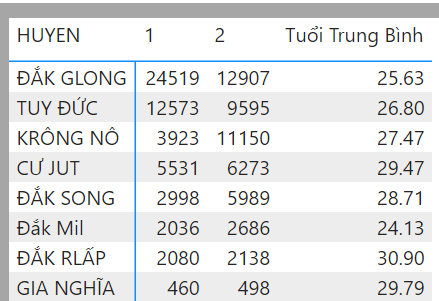 HUYEN 1 2 Tuổi Trung Bình
ĐẮK GLONG 24519 12907 25.63
TUY ĐỨC 12573 9595 26.80
KRÔNG NÔ 3923 11150 27.47
CƯ JUT 5531 6273 29.47
ĐẮK SONG 2998 5989 28.71
Đắk Mil 2036 2686 24.13
ĐẮK RLẤP 2080 2138 30.90
GIA NGHĨA 460 498 29.79